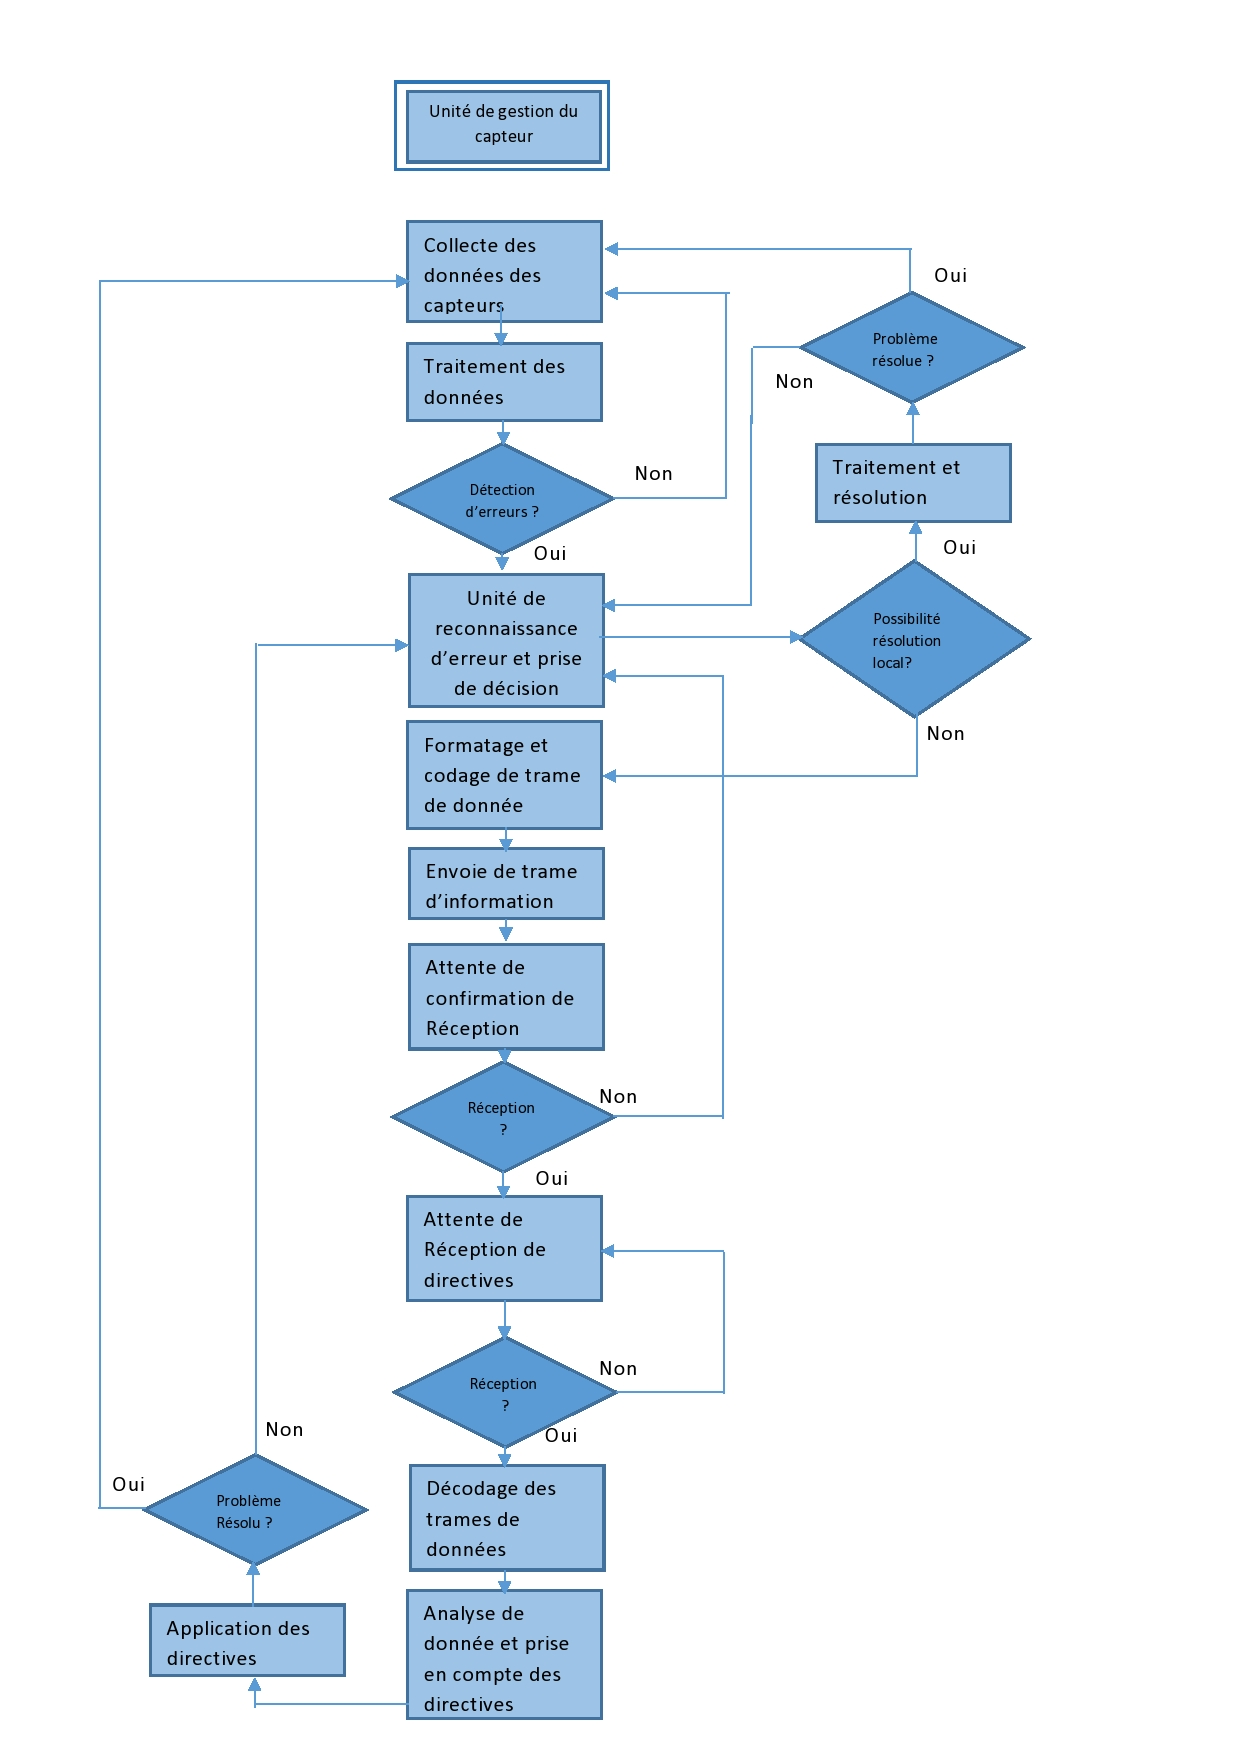 Unité de gestion du
capteur
Collecte des
données des
capteurs
Oui
Problème
résolue ?
Non
Traitement des
données
Traitement et
résolution
Non
Détection
d’erreurs ?
Oui
Oui
Unité de
reconnaissance
d’erreur et prise
de décision
Possibilité
résolution
local?
Non
Formatage et
codage de trame
de donnée
Envoie de trame
d’information
Attente de
confirmation de
Réception
Non
Réception
?
Oui
Attente de
Réception de
directives
Non
Réception
?
Oui
Non
Oui
Problème
Résolu ?
Décodage des
trames de
données
Application des
directives
Analyse de
donnée et prise
en compte des
directives